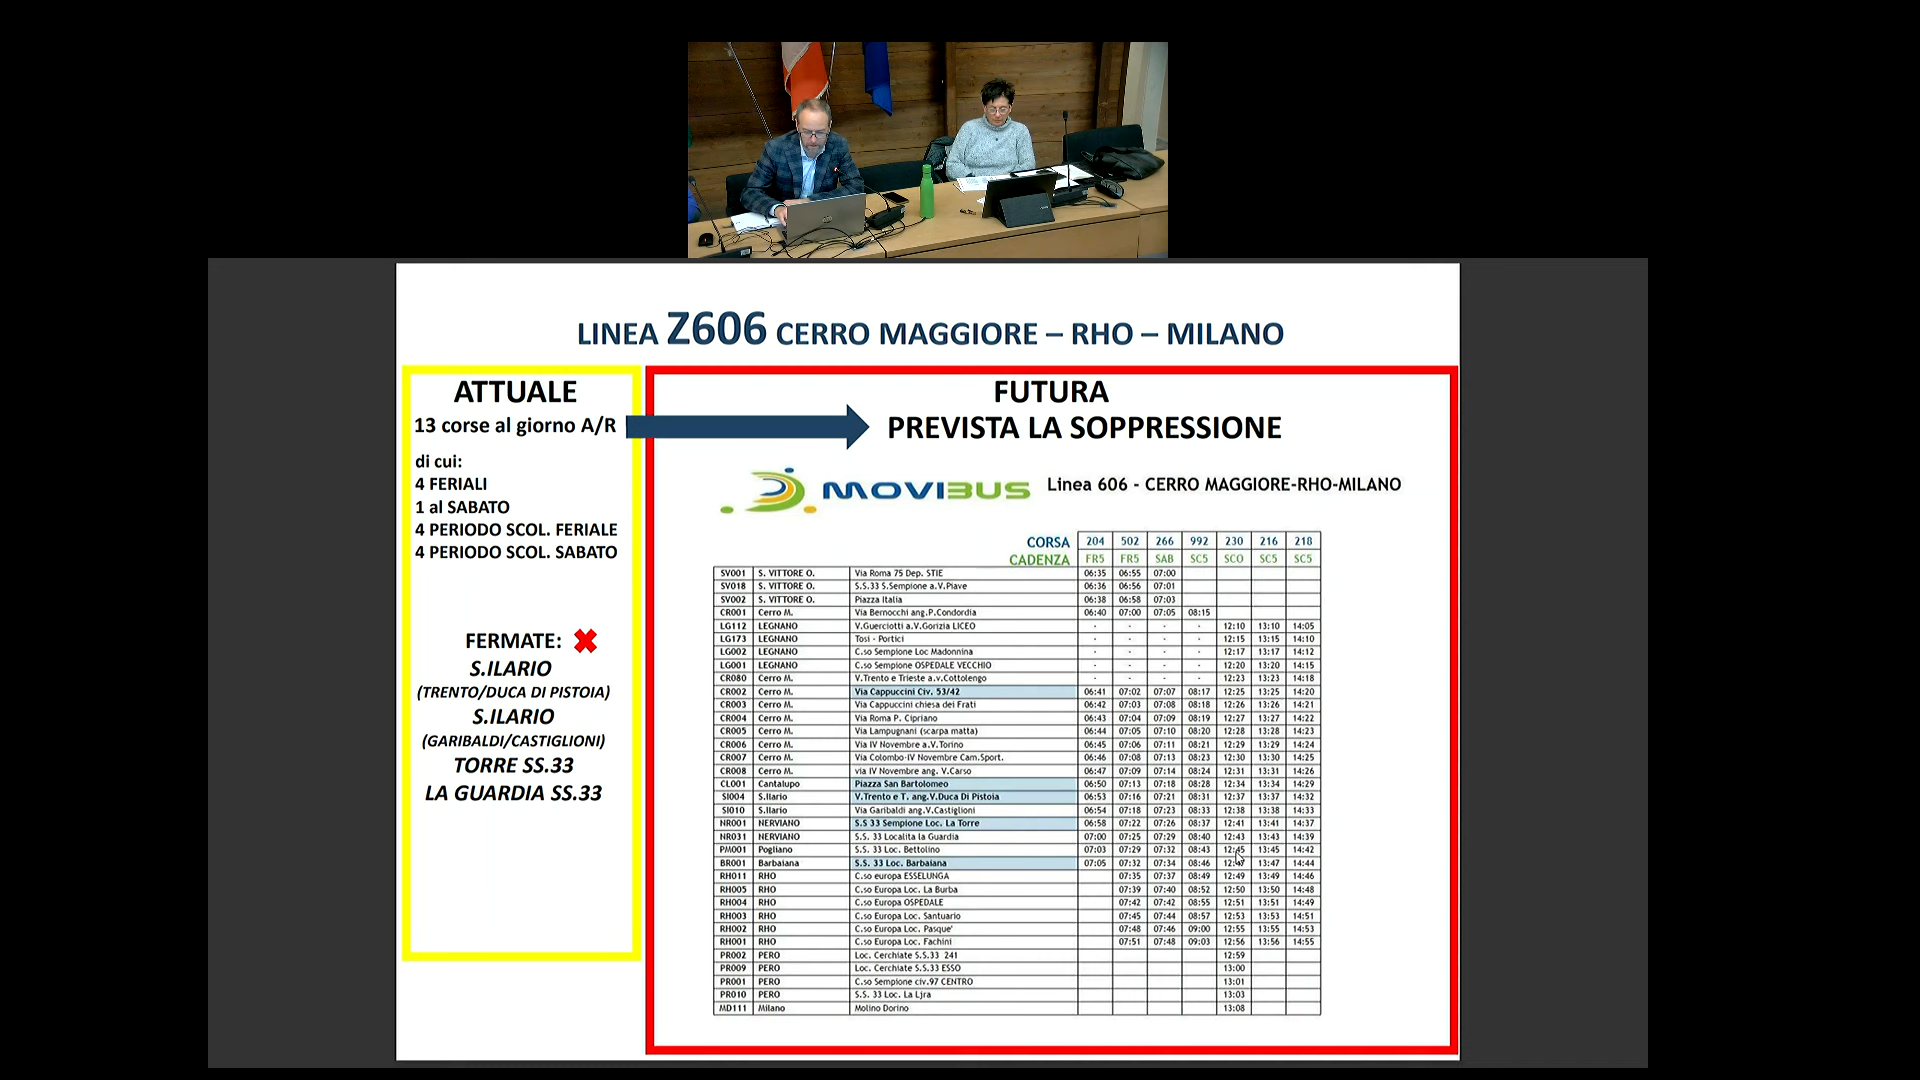 LINEA Z606 CERRO MAGGIORE – RHO – MILANO
ATTUALE
13 corse al giorno A/R
di cui:
4 FERIALI
1 al SABATO
4 PERIODO SCOL. FERIALE
4 PERIODO SCOL. SABATO
FERMATE:
S.ILARIO
(TRENTO/DUCA DI PISTOIA)
S.ILARIO
(GARIBALDI/CASTIGLIONI)
TORRE SS.33
LA GUARDIA SS.33
FUTURA
PREVISTA LA SOPPRESSIONE
MOVIBUS Linea 606 - CERRO MAGGIORE-RHO-MILANO
CORSA 204 502 266 992 230 216 218
CADENZA FR5 FR5 SAB SC5 SCO SC5 SC5
SV001 S. VITTORE O. Via Roma 75 Dep. STIE 06:35 06:55 07:00
SV018 S. VITTORE O. S.S.33 S.Sempione a.V.Piave 06:36 06:56 07:01
SV002 S. VITTORE O. Piazza Italia 06:38 06:58 07:03
CR001 Cerro M. Via Bernocchi ang.P.Condordia 06:40 07:00 07:05 08:15
LG112 LEGNANO V.Guerciotti a.V.Gorizia LICEO - - - - 12:10 13:10 14:05
LG173 LEGNANO Tosi - Portici - - - - 12:15 13:15 14:10
LG002 LEGNANO C.so Sempione Loc Madonnina - - - - 12:17 13:17 14:12
LG001 LEGNANO C.so Sempione OSPEDALE VECCHIO - - - - 12:20 13:20 14:15
CR080 Cerro M. V.Trento e Trieste a.v.Cottolengo - - - - 12:23 13:23 14:18
CR002 Cerro M. Via Cappuccini Civ. 53/42 06:41 07:02 07:07 08:17 12:25 13:25 14:20
CR003 Cerro M. Via Cappuccini chiesa dei Frati 06:42 07:03 07:08 08:18 12:26 13:26 14:21
CR004 Cerro M. Via Roma P. Cipriano 06:43 07:04 07:09 08:19 12:27 13:27 14:22
CR005 Cerro M. Via Lampugnani (scarpa matta) 06:44 07:05 07:10 08:20 12:28 13:28 14:23
CR006 Cerro M. Via IV Novembre a.V.Torino 06:45 07:06 07:11 08:21 12:29 13:29 14:24
CR007 Cerro M. Via Colombo-IV Novembre Cam.Sport. 06:46 07:08 07:13 08:23 12:30 13:30 14:25
CR008 Cerro M. via IV Novembre ang. V.Carso 06:47 07:09 07:14 08:24 12:31 13:31 14:26
CL001 Cantalupo Piazza San Bartolomeo 06:50 07:13 07:18 08:28 12:34 13:34 14:29
SI004 S.Ilario V.Trento e T. ang.V.Duca Di Pistoia 06:53 07:16 07:21 08:31 12:37 13:37 14:32
SI010 S.Ilario Via Garibaldi ang.V.Castiglioni 06:54 07:18 07:23 08:33 12:38 13:38 14:33
NR001 NERVIANO S.S 33 Sempione Loc. La Torre 06:58 07:22 07:26 08:37 12:41 13:41 14:37
NR031 NERVIANO S.S. 33 Localita la Guardia 07:00 07:25 07:29 08:40 12:43 13:43 14:39
PM001 Pogliano S.S. 33 Loc. Bettolino 07:03 07:29 07:32 08:43 12:45 13:45 14:42
BR001 Barbaiana S.S. 33 Loc. Barbaiana 07:05 07:32 07:34 08:46 13:47 14:44
RH011 RHO C.so europa ESSELUNGA 07:35 07:37 08:49 12:49 13:49 14:46
RH005 RHO C.so Europa Loc. La Burba 07:39 07:40 08:52 12:50 13:50 14:48
RH004 RHO C.so Europa OSPEDALE 07:42 07:42 08:55 12:51 13:51 14:49
RH003 RHO C.so Europa Loc. Santuario 07:45 07:44 08:57 12:53 13:53 14:51
RH002 RHO C.so Europa Loc. Pasque' 07:48 07:46 09:00 12:55 13:55 14:53
RH001 RHO C.so Europa Loc. Fachini 07:51 07:48 09:03 12:56 13:56 14:55
PR002 PERO Loc. Cerchiate S.S.33 241 12:59
PR009 PERO Loc. Cerchiate S.S.33 ESSO 13:00
PR001 PERO C.so Sempione civ.97 CENTRO 13:01
PR010 PERO S.S. 33 Loc. La Ljra 13:03
MD111 Milano Molino Dorino 13:08